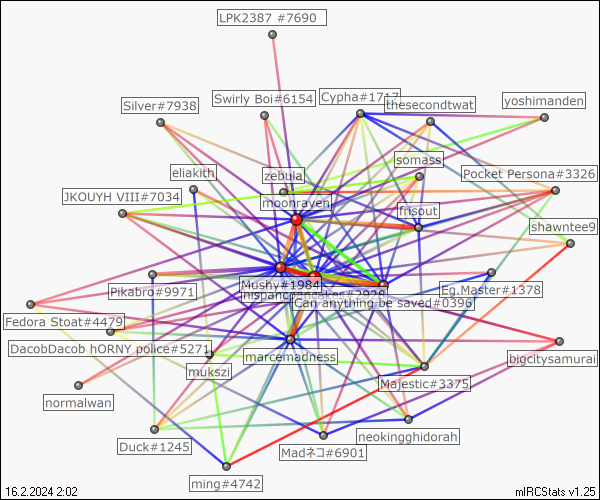 LPK2387 #7690
Swirly Boi#6154
Cypha#1717
Silver#7938
thesecondtwat
yoshimanden
somass
eliakith
zebula
Pocket Persona#3326
JKOUYH VIII#7034
moonraven
frisout
shawntee9
Pikabro#9971
Mushy#1984
Eg.Master#1378
Can anything be saved#0396
Fedora Stoat#4479
DacobDacob hORNY police#5271
marcemadness
bigcitysamurai
mukszi
Majestic#3375
normalwan
neokingghidorah
Duck#1245
Madネコ#6901
ming#4742
16.2.2024 2:02
mIRCStats v1.25